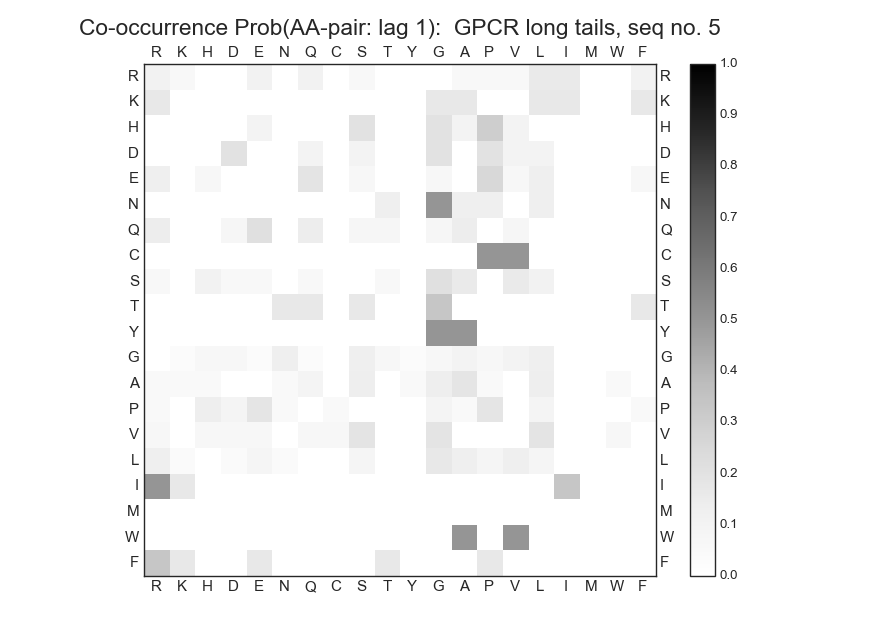 Co-occurrence Prob(AA-pair: lag 1):  GPCR long tails, seq no. 5
R K H D E N Q C S T Y G A P V L I M W F
R R 1.0
K K 0.9
H H
D D 0.8
E E
N N 0.7
Q Q
C C 0.6
S S
T T 0.5
Y Y
G G 0.4
A A
P P 0.3
V V
L L 0.2
I I
M M 0.1
W W
F F 0.0
R K H D E N Q C S T Y G A P V L I M W F